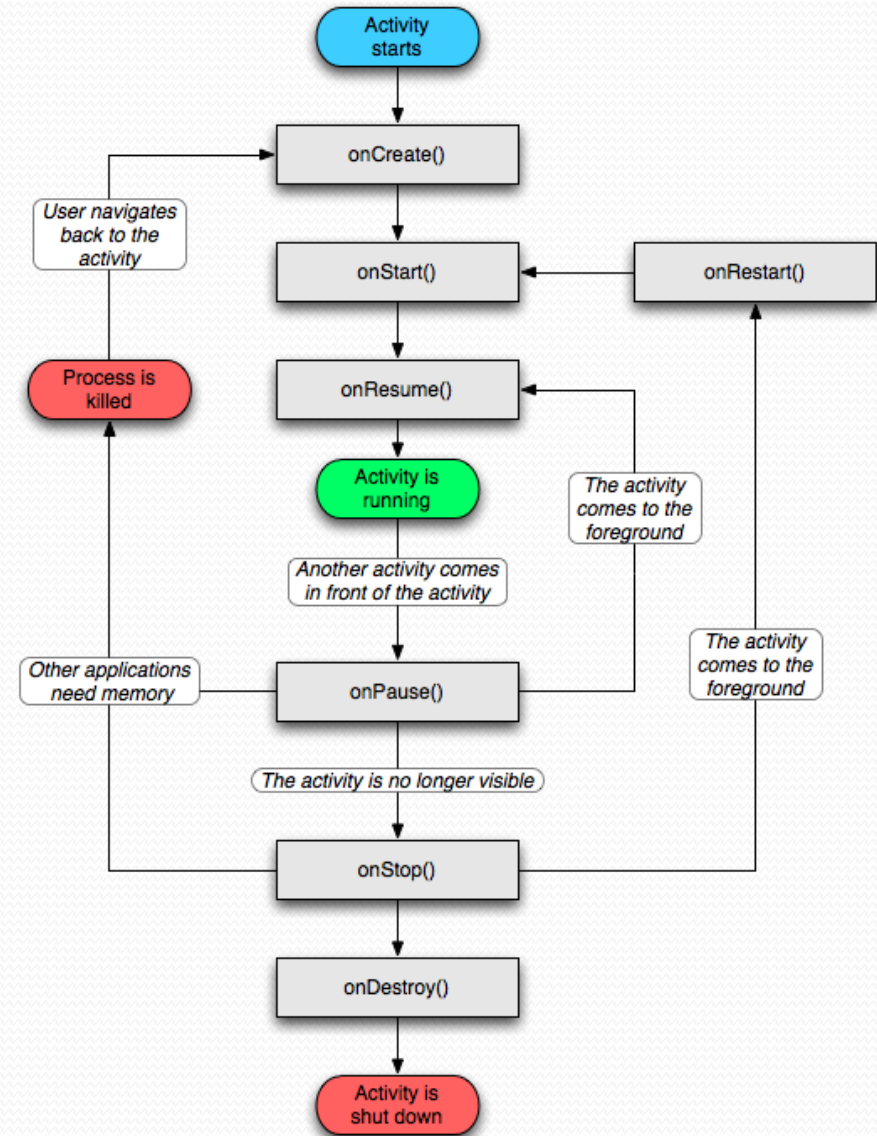 Activity
starts
onCreate()
User navigates
back to the
activity
onStart()
onRestart()
Process is
killed
onResume()
Activity is
running
The activity
comes to the
foreground
Another activity comes
in front of the activity
The activity
comes to the
foreground
Other applications
need memory
onPause()
The activity is no longer visible
onStop()
onDestroy()
Activity is
shut down